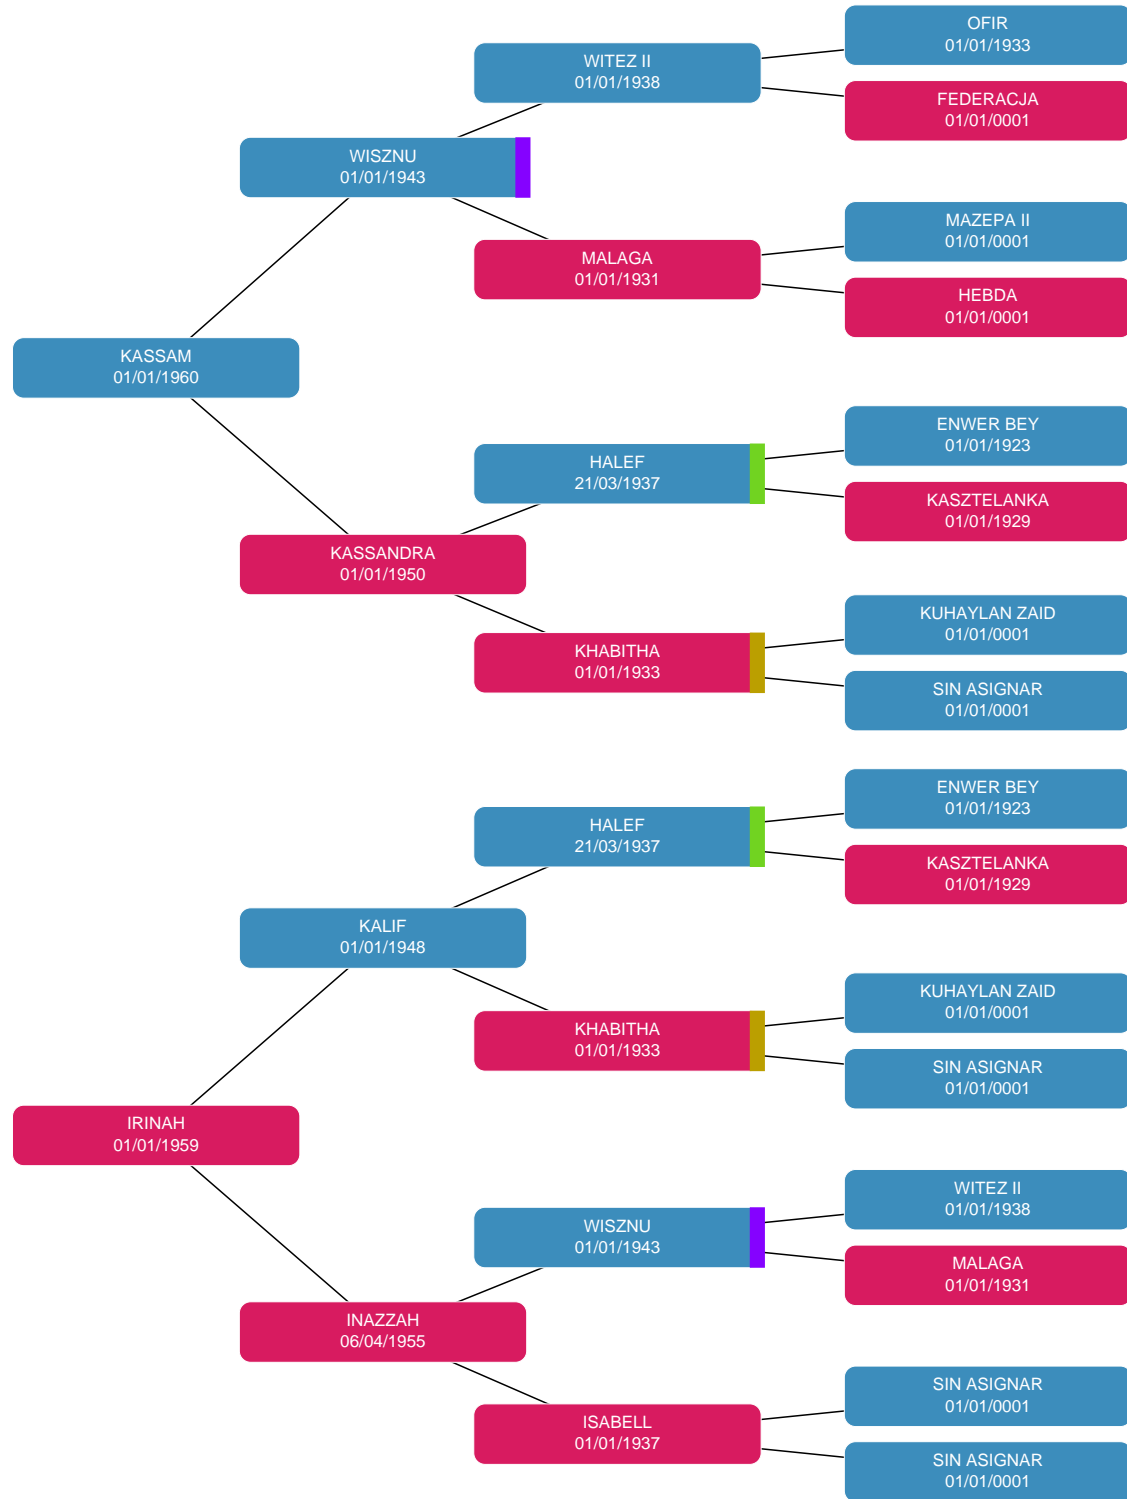 OFIR
01/01/1933
WITEZ II
01/01/1938
FEDERACJA
01/01/0001
WISZNU
01/01/1943
MAZEPA II
01/01/0001
MALAGA
01/01/1931
HEBDA
01/01/0001
KASSAM
01/01/1960
ENWER BEY
01/01/1923
HALEF
21/03/1937
KASZTELANKA
01/01/1929
KASSANDRA
01/01/1950
KUHAYLAN ZAID
01/01/0001
KHABITHA
01/01/1933
SIN ASIGNAR
01/01/0001
ENWER BEY
01/01/1923
HALEF
21/03/1937
KASZTELANKA
01/01/1929
KALIF
01/01/1948
KUHAYLAN ZAID
01/01/0001
KHABITHA
01/01/1933
SIN ASIGNAR
01/01/0001
IRINAH
01/01/1959
WITEZ II
01/01/1938
WISZNU
01/01/1943
MALAGA
01/01/1931
INAZZAH
06/04/1955
SIN ASIGNAR
01/01/0001
ISABELL
01/01/1937
SIN ASIGNAR
01/01/0001